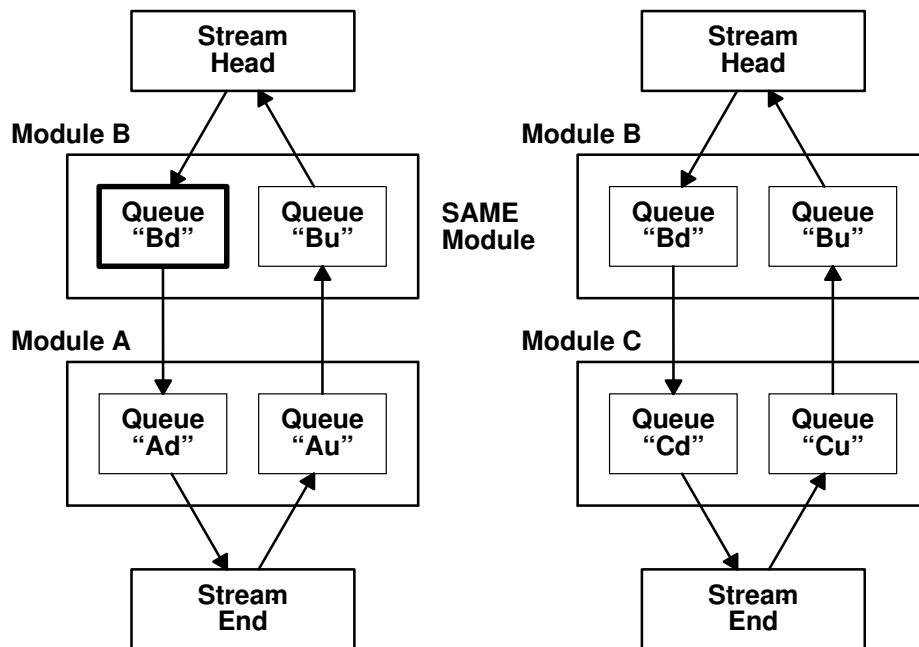 Stream
Head
Module B
Queue
“Bd”
Queue
“Bu”
Module A
Queue
“Ad”
Queue
“Au”
Stream
End
SAME
Module
Stream
Head
Module B
Queue
“Bd”
Queue
“Bu”
Module C
Queue
“Cd”
Queue
“Cu”
Stream
End